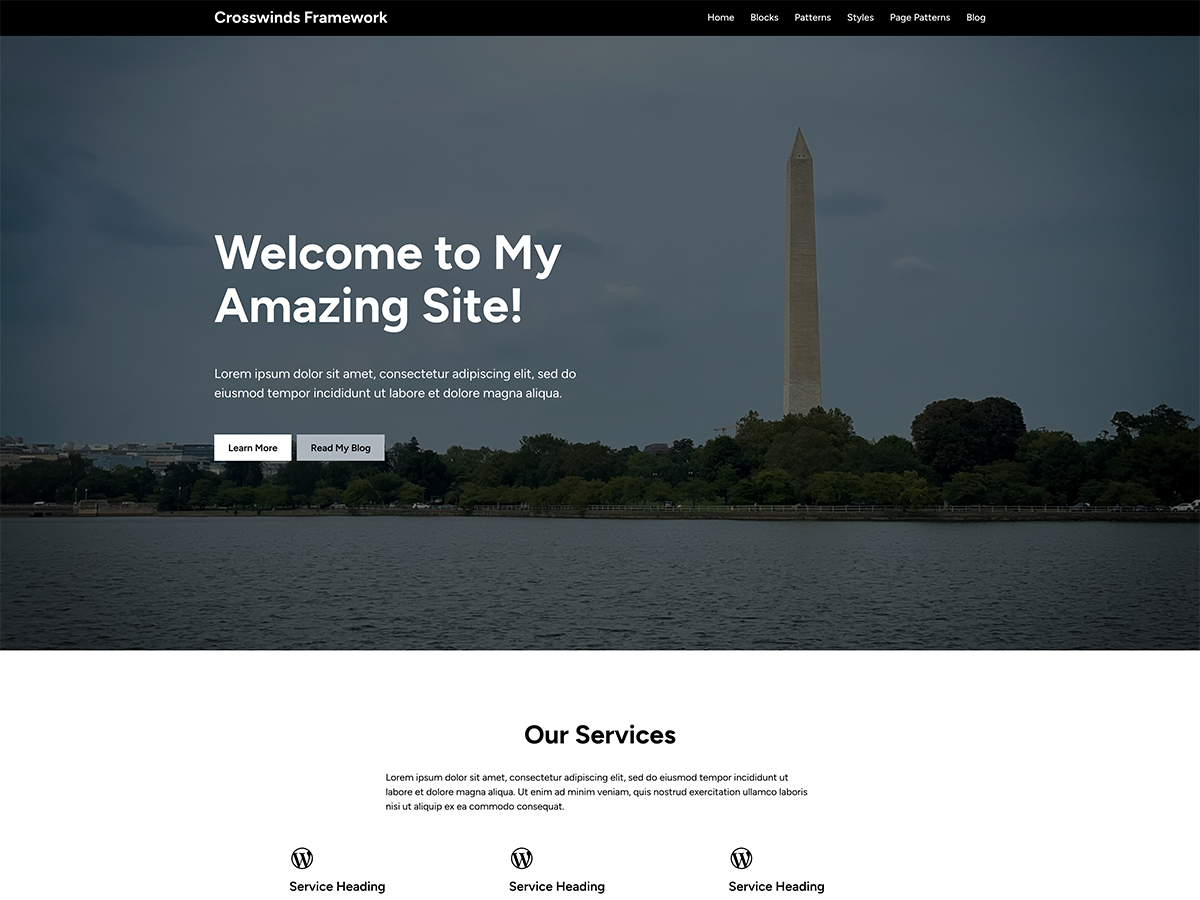 Crosswinds Framework
Home Blocks Patterns Styles Page Patterns Blog
Welcome to My
Amazing Site!
Lorem ipsum dolor sit amet, consectetur adipiscing elit, sed do
eiusmod tempor incididunt ut labore et dolore magna aliqua.
Learn More Read My Blog
Our Services
Lorem ipsum dolor sit amet, consectetur adipiscing elit, sed do eiusmod tempor incididunt ut
labore et dolore magna aliqua. Ut enim ad minim veniam, quis nostrud exercitation ullamco laboris
nisi ut aliquip ex ea commodo consequat.
Service Heading Service Heading Service Heading